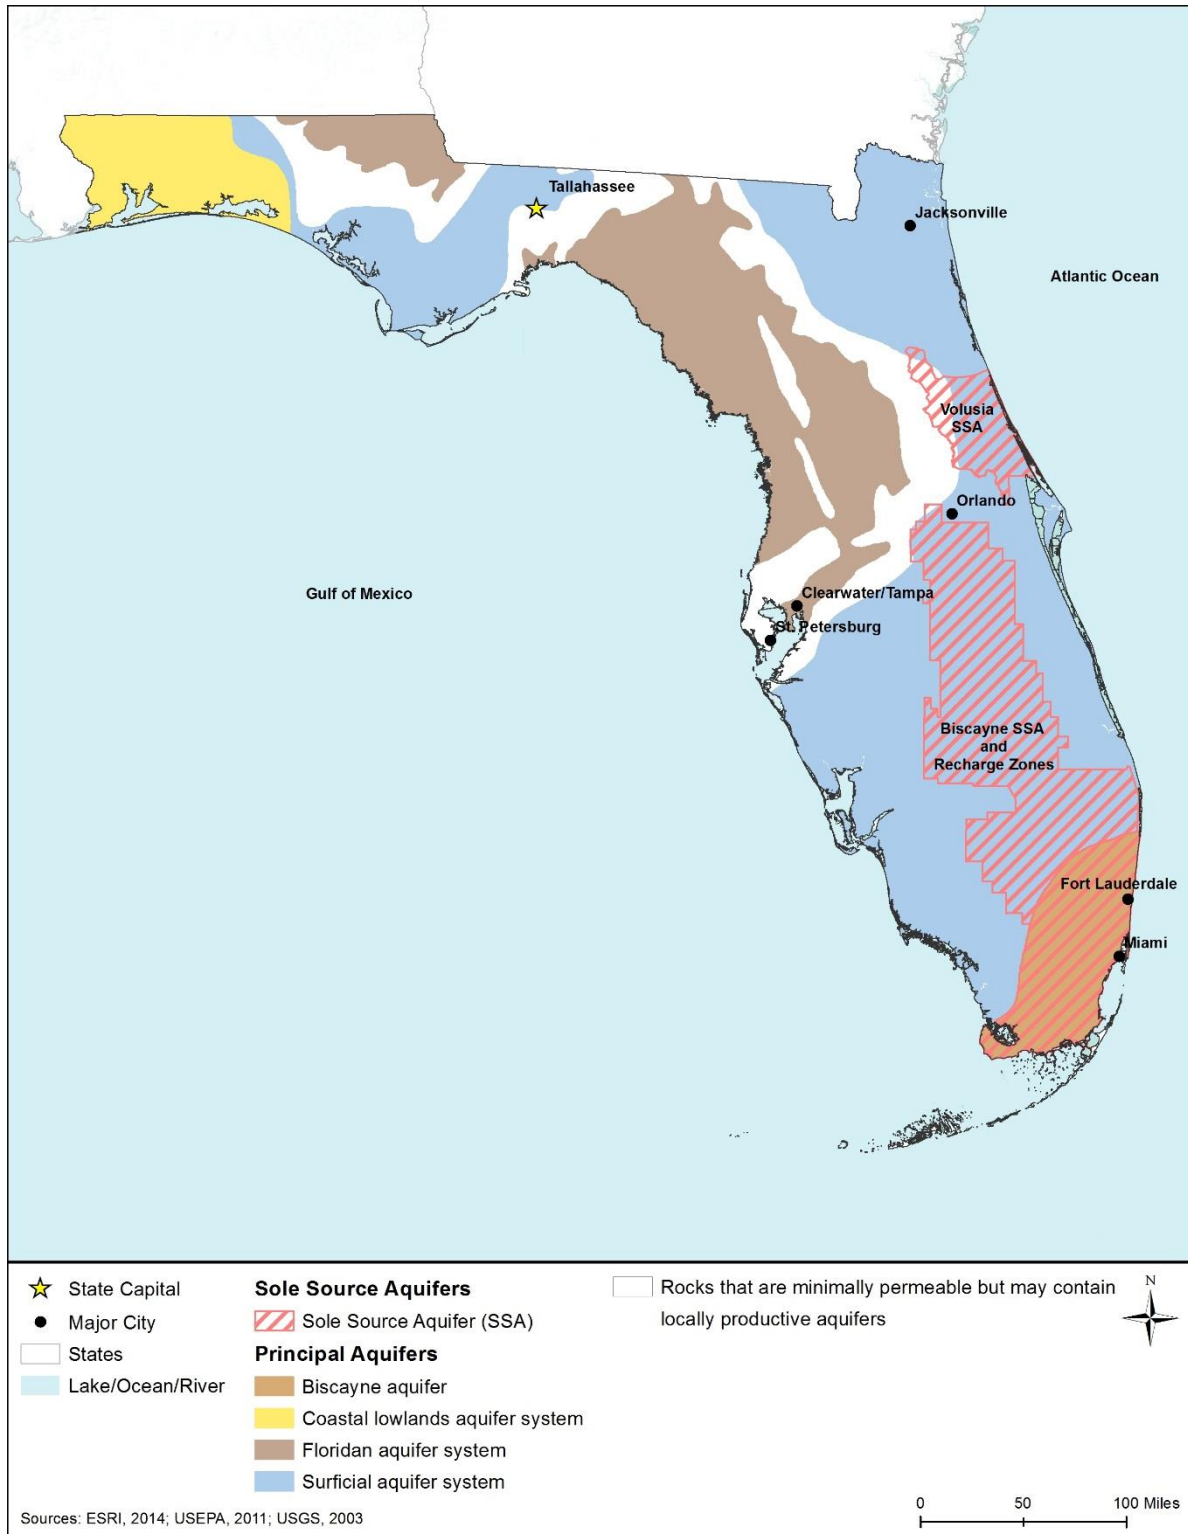 Tallahassee
Jacksonville
Atlantic Ocean
Volusia
SSA
Orlando
Gulf of Mexico
Clearwater/Tampa
St. Petersburg
Biscayne SSA
and
Recharge Zones
Fort Lauderdale
Miami
State Capital
Major City
States
Lake/Ocean/River
Sole Source Aquifers
Sole Source Aquifer (SSA)
Principal Aquifers
Biscayne aquifer
Coastal lowlands aquifer system
Floridan aquifer system
Surficial aquifer system
Rocks that are minimally permeable but may contain
locally productive aquifers
N
0 50 100 Miles
Sources: ESRI, 2014; USEPA, 2011; USGS, 2003